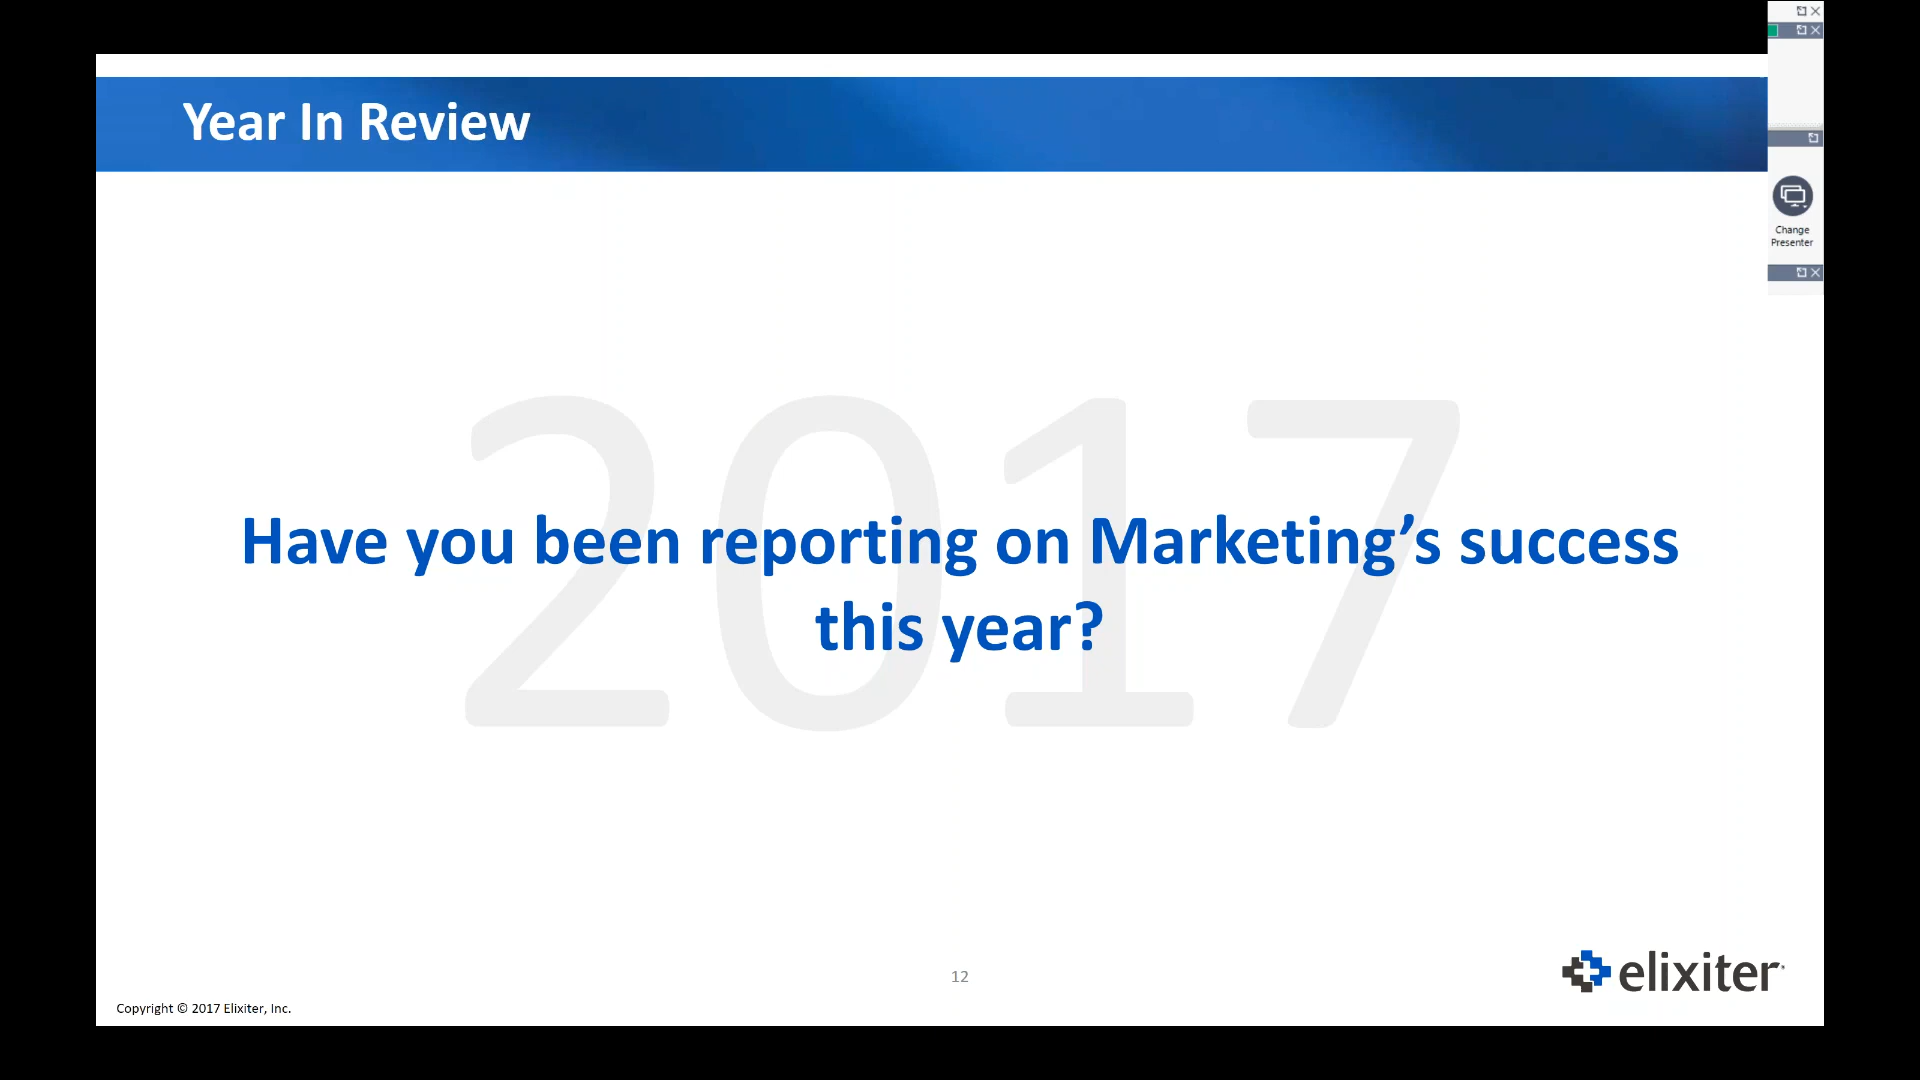 Year In Review
Change
Presenter
2017
Have you been reporting on Marketing’s success
this year?
12
elixiter
Copyright © 2017 Elixiter, Inc.